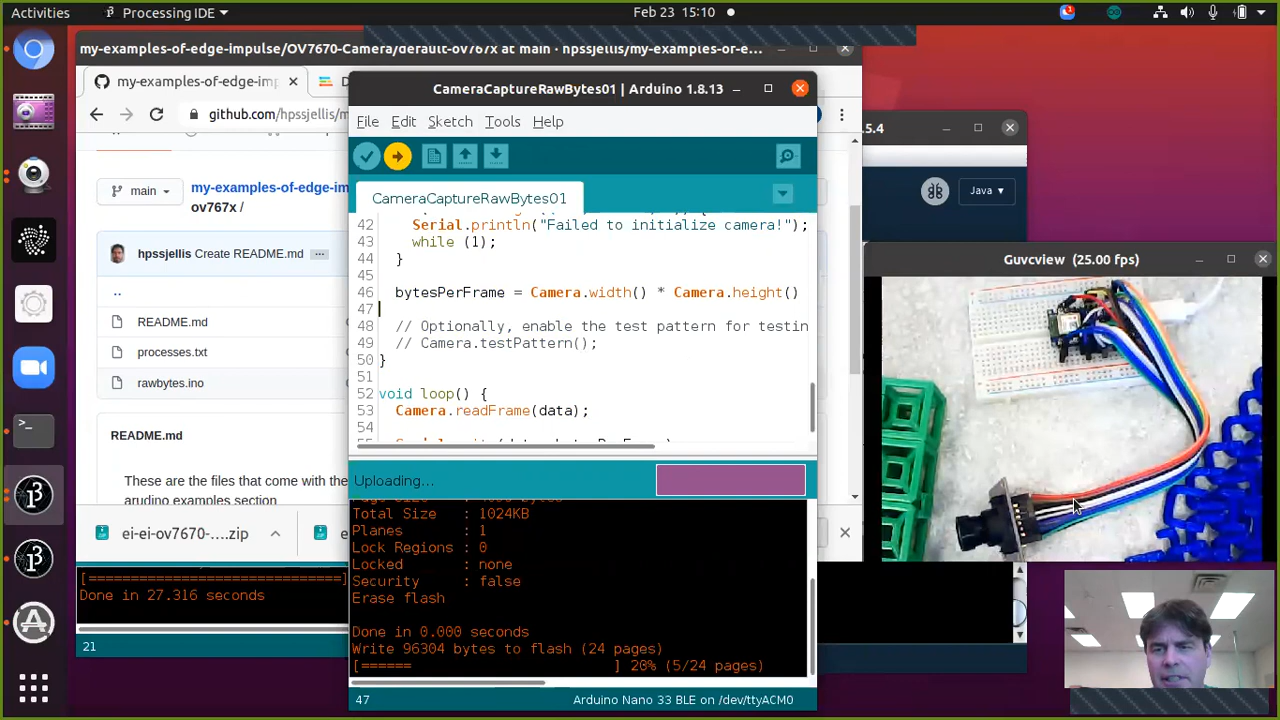 Activities
Processing IDE
Feb 23 15:10
my-examples-of-edge-impulse/OV7670-Camera/default-ov767x at main · hpssjellis/my-examples-of-e…
my-examples-of-edge-imp
D
github.com/hpssjellis/m
main
my-examples-of-edge-im
ov767x /
hpssjellis Create README.md
..
README.md
processes.txt
rawbytes.ino
README.md
These are the files that come with the
arudino examples section
ei-ei-ov7670-....zip
e
[==============================]
Done in 27.316 seconds
21
CameraCaptureRawBytes01 | Arduino 1.8.13
File Edit Sketch Tools Help
CameraCaptureRawBytes01
42 Serial.println("Failed to initialize camera!");
43 while (1);
44 }
45
46 bytesPerFrame = Camera.width() * Camera.height()
47
48 // Optionally, enable the test pattern for testin
49 // Camera.testPattern();
50 }
51
52 void loop() {
53 Camera.readFrame(data);
54
Uploading...
Total Size : 1024KB
Planes : 1
Lock Regions : 0
Locked : none
Security : false
Erase flash
Done in 0.000 seconds
Write 96304 bytes to flash (24 pages)
[====== ] 20% (5/24 pages)
47
Arduino Nano 33 BLE on /dev/ttyACM0
.5.4
Java
Guvcview (25.00 fps)